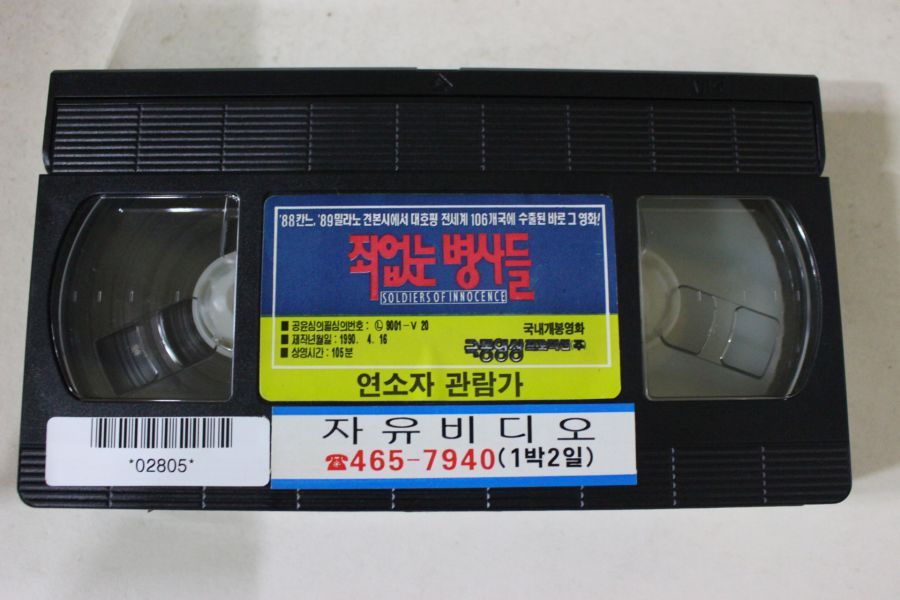 '88칸느, '89밀라노 견본시에서 대호평 전세계 106개국에 수출된 바로 그 영화!
죄없는 병사들
SOLDIERS OF INNOCENCE
■ 공윤심의필심의번호 : Ⓛ 9001-V 20
■ 제작년월일 : 1990. 4. 16
■ 상영시간 : 105분
국내개봉영화
연소자 관람가
자유비디오
☎465-7940(1박2일)
*02805*